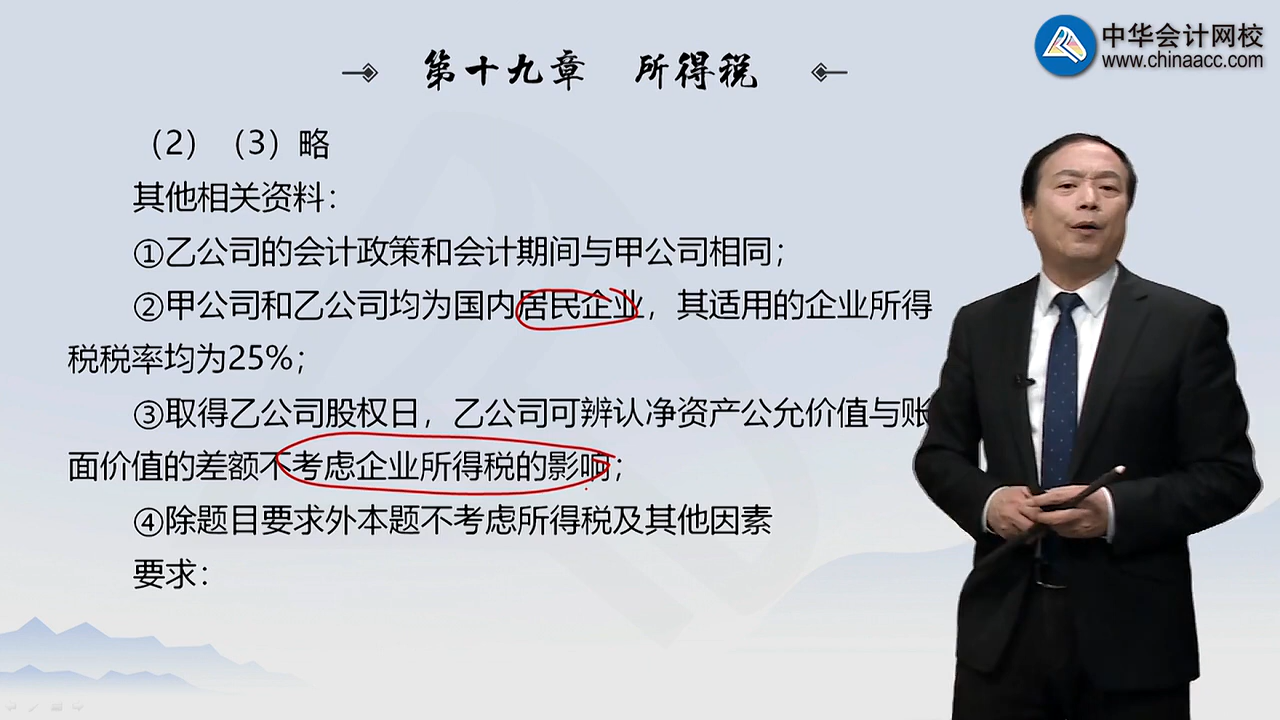 中华会计网校
www.chinaacc.com
第十九章 所得税
（2）（3）略
其他相关资料：
①乙公司的会计政策和会计期间与甲公司相同；
②甲公司和乙公司均为国内居民企业，其适用的企业所得
税税率均为25%；
③取得乙公司股权日，乙公司可辨认净资产公允价值与账
面价值的差额不考虑企业所得税的影响；
④除题目要求外本题不考虑所得税及其他因素
要求：